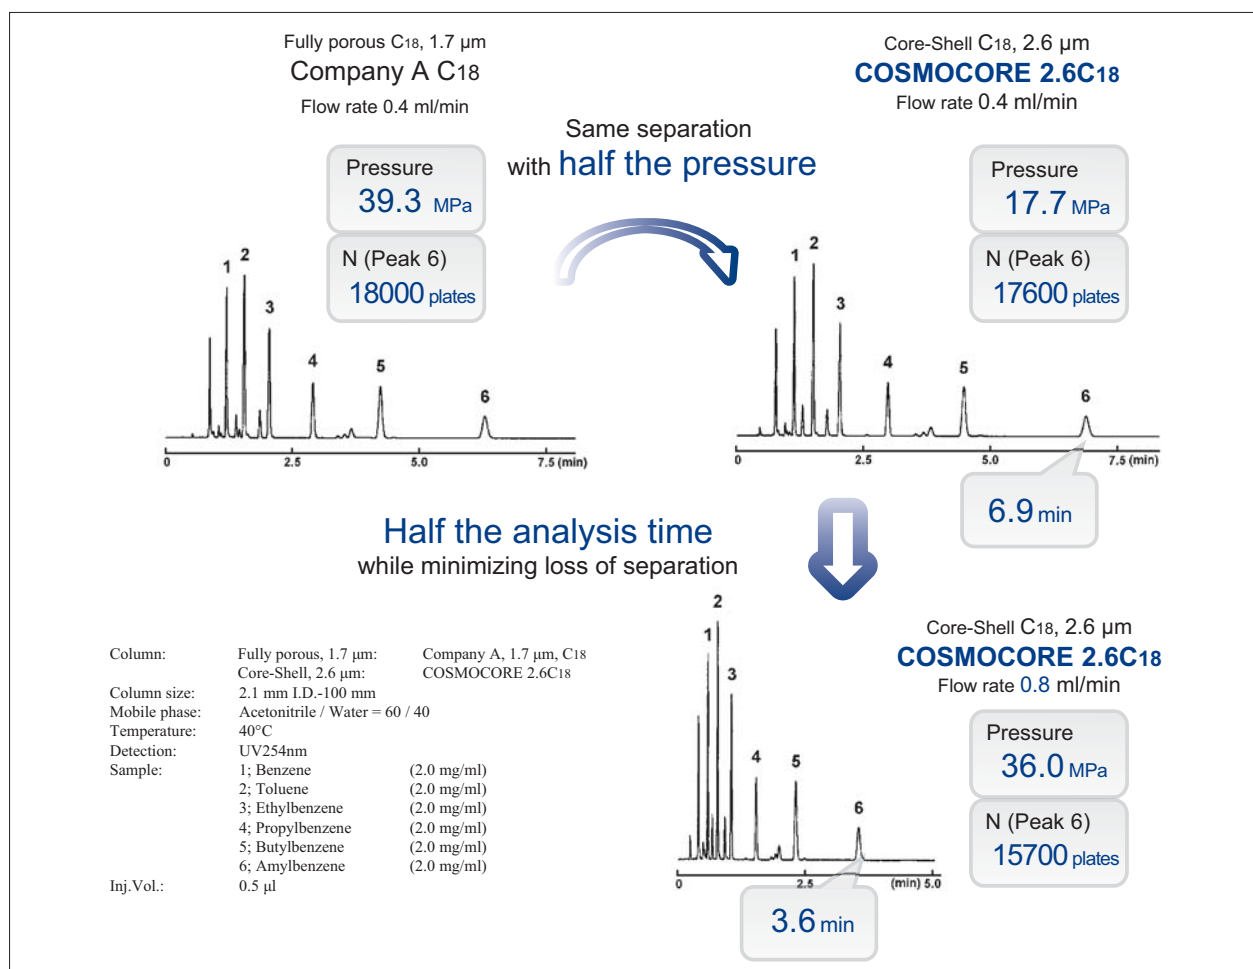 Fully porous C18, 1.7 µm
Company A C18
Flow rate 0.4 ml/min
Pressure
39.3 MPa
N (Peak 6)
18000 plates
1
2
3
4
5
6
0
2.5
5.0
7.5 (min)
Same separation
with half the pressure
Core-Shell C18, 2.6 µm
COSMOCORE 2.6C18
Flow rate 0.4 ml/min
Pressure
17.7 MPa
N (Peak 6)
17600 plates
1
2
3
4
5
6
0
2.5
5.0
7.5 (min)
6.9 min
Half the analysis time
while minimizing loss of separation
Core-Shell C18, 2.6 µm
COSMOCORE 2.6C18
Flow rate 0.8 ml/min
Pressure
36.0 MPa
N (Peak 6)
15700 plates
1
2
3
4
5
6
0
2.5
(min) 5.0
3.6 min
Column: Fully porous, 1.7 µm: Company A, 1.7 µm, C18
Core-Shell, 2.6 µm: COSMOCORE 2.6C18
Column size: 2.1 mm I.D.-100 mm
Mobile phase: Acetonitrile / Water = 60 / 40
Temperature: 40°C
Detection: UV254nm
Sample: 1; Benzene (2.0 mg/ml)
2; Toluene (2.0 mg/ml)
3; Ethylbenzene (2.0 mg/ml)
4; Propylbenzene (2.0 mg/ml)
5; Butylbenzene (2.0 mg/ml)
6; Amylbenzene (2.0 mg/ml)
Inj.Vol.: 0.5 µl